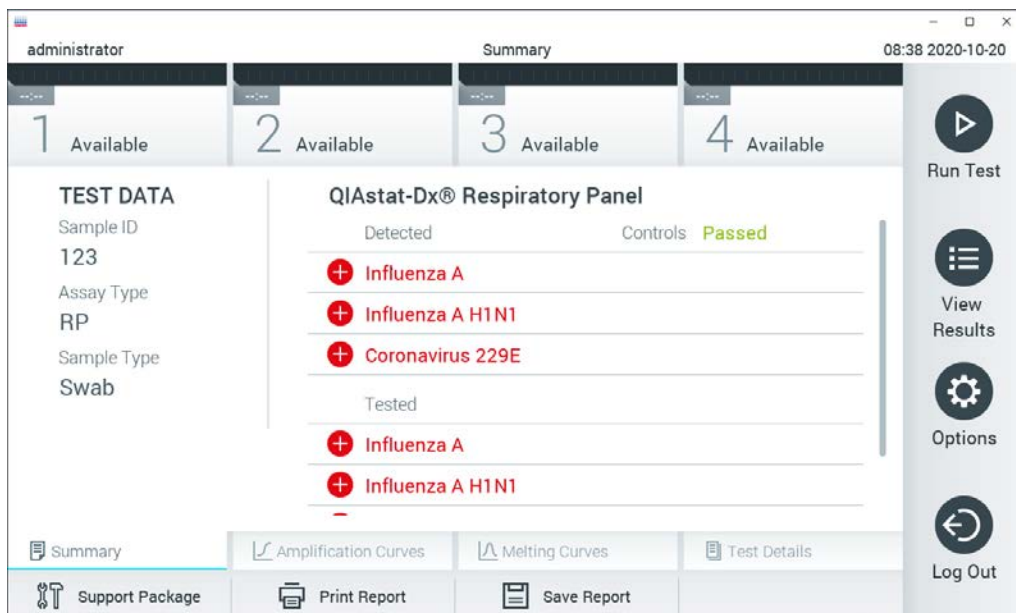 administrator Summary 08:38 2020-10-20
--:-- --:-- --:-- --:--
1 Available 2 Available 3 Available 4 Available
Run Test
TEST DATA
Sample ID
123
Assay Type
RP
Sample Type
Swab
QIAstat-Dx® Respiratory Panel
Detected Controls Passed
Influenza A
Influenza A H1N1
Coronavirus 229E
Tested
Influenza A
Influenza A H1N1
View
Results
Options
Log Out
Summary Amplification Curves Melting Curves Test Details
Support Package Print Report Save Report